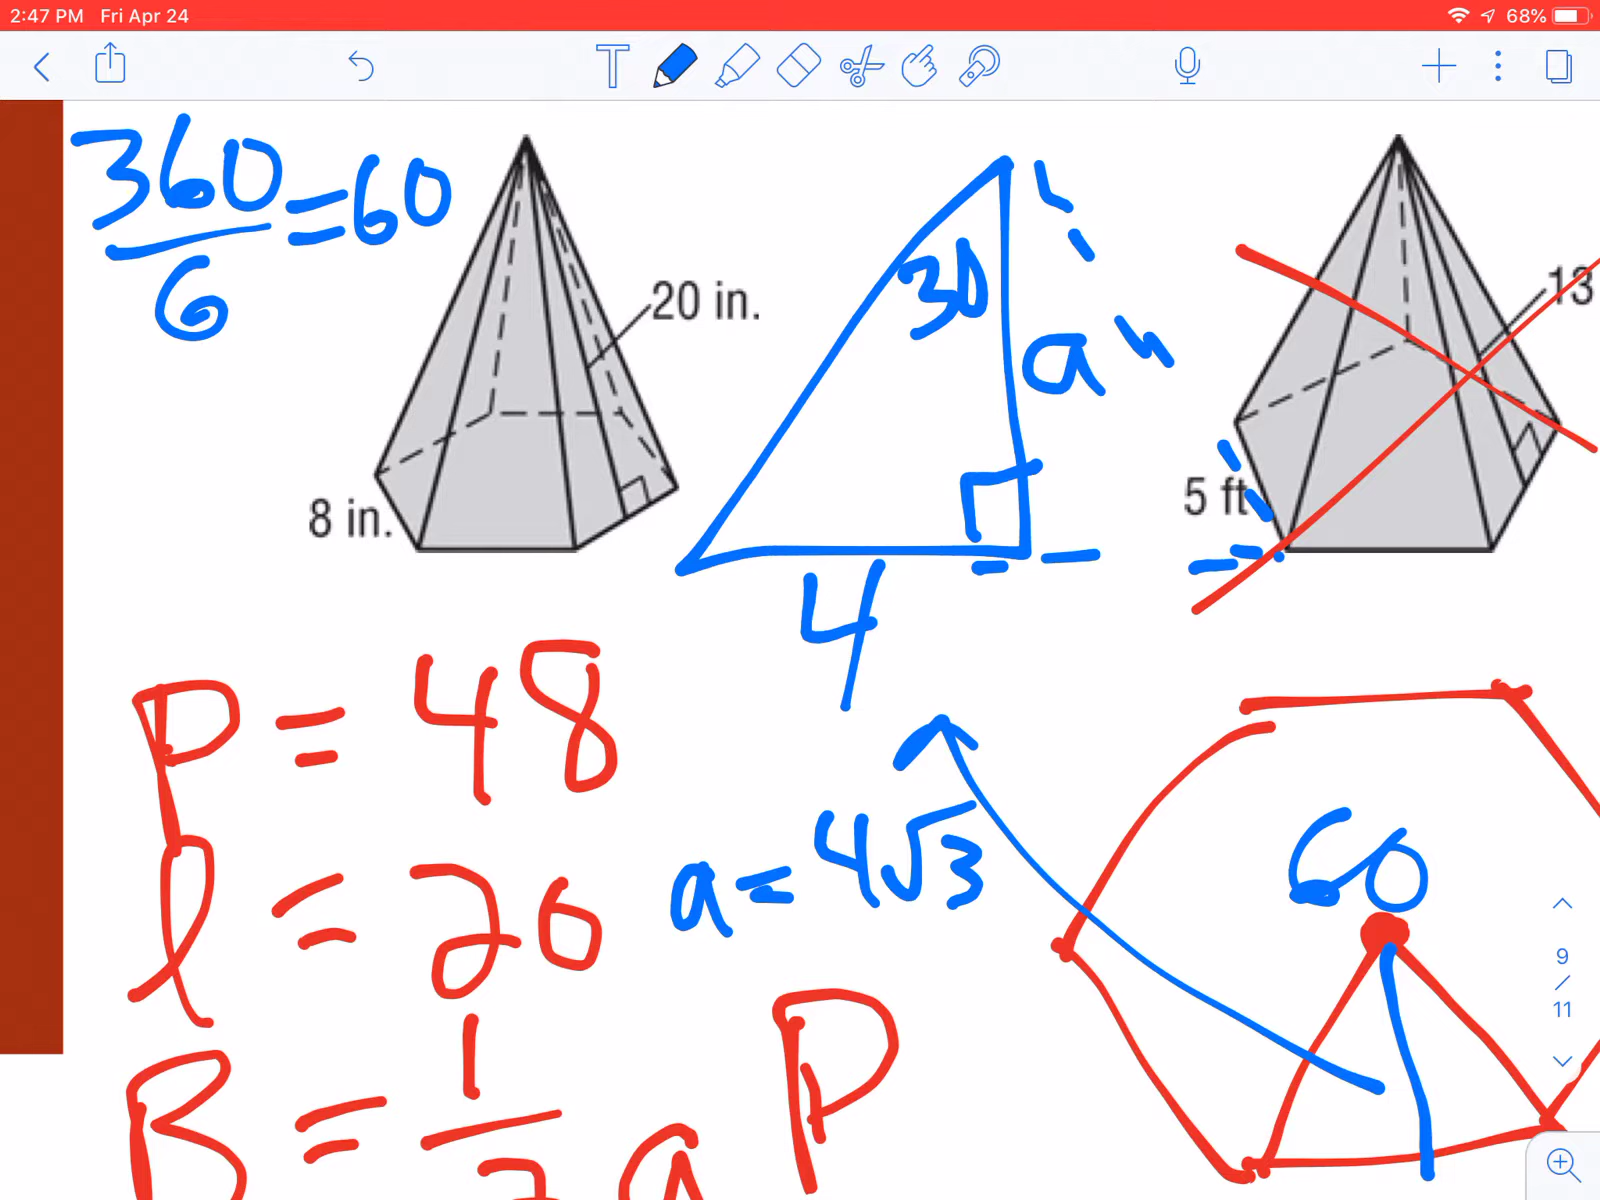 2:47 PM Fri Apr 24 68%
T
360/6 = 60
20 in.
8 in.
30
a
4
13
5 ft
P = 48
l = 20
a = 4√3
60
B = 1/2 a P
9 / 11